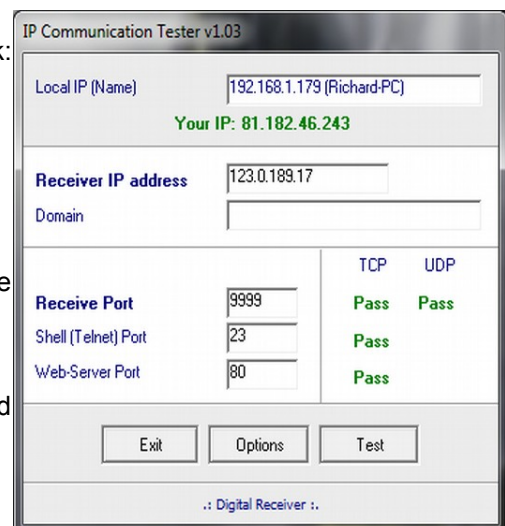 IP Communication Tester v1.03
k:
Local IP (Name) 192.168.1.179 (Richard-PC)
Your IP: 81.182.46.243
Receiver IP address 123.0.189.17
Domain
TCP UDP
e
Receive Port 9999 Pass Pass
Shell (Telnet) Port 23 Pass
Web-Server Port 80 Pass
d
Exit Options Test
.: Digital Receiver :.